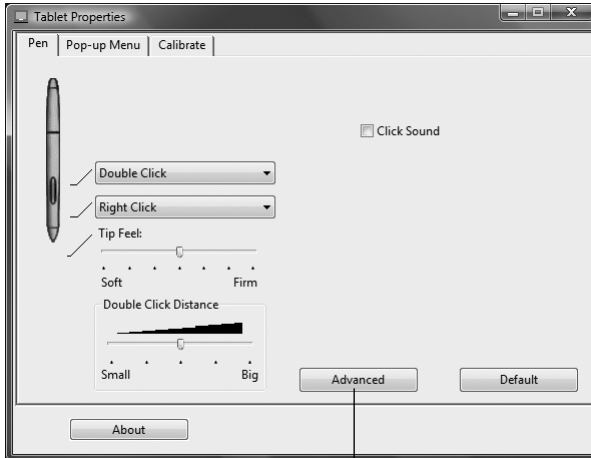 Tablet Properties
Pen Pop-up Menu Calibrate
Click Sound
Double Click
Right Click
Tip Feel:
Soft Firm
Double Click Distance
Small Big
Advanced Default
About